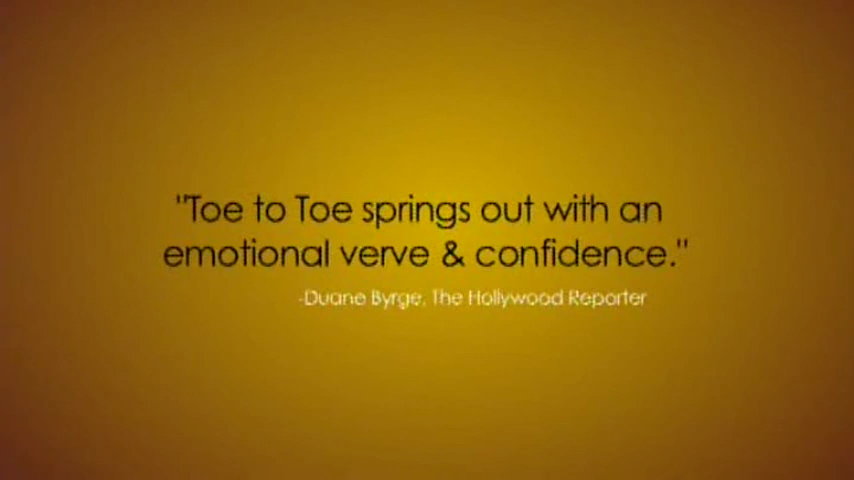 "Toe to Toe springs out with an
emotional verve & confidence."
-Duane Byrge, The Hollywood Reporter